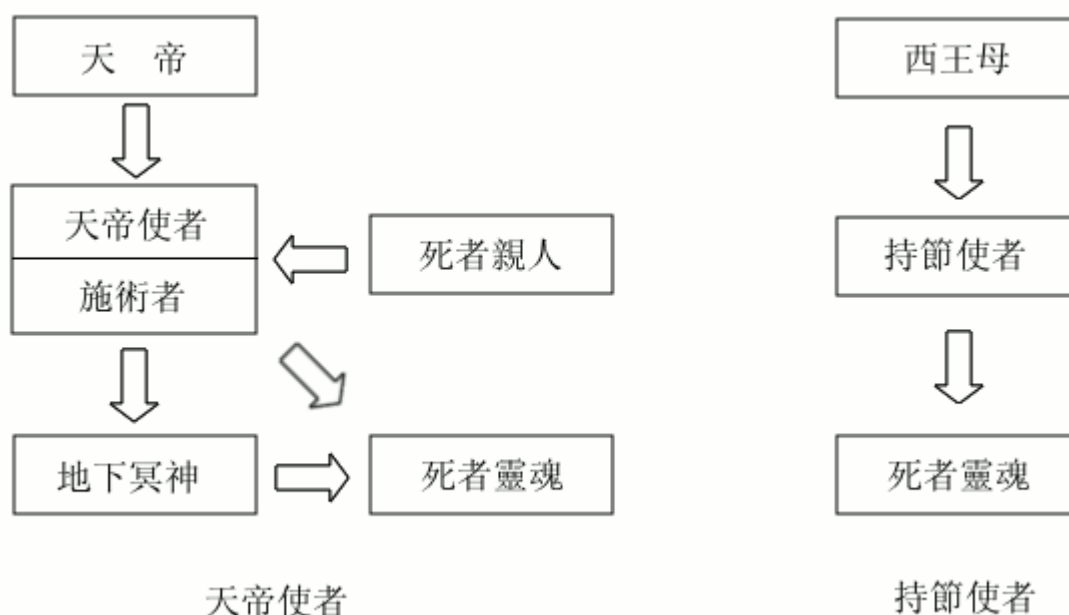 天　帝
天帝使者
施術者
死者親人
地下冥神
死者靈魂
天帝使者
西王母
持節使者
死者靈魂
持節使者